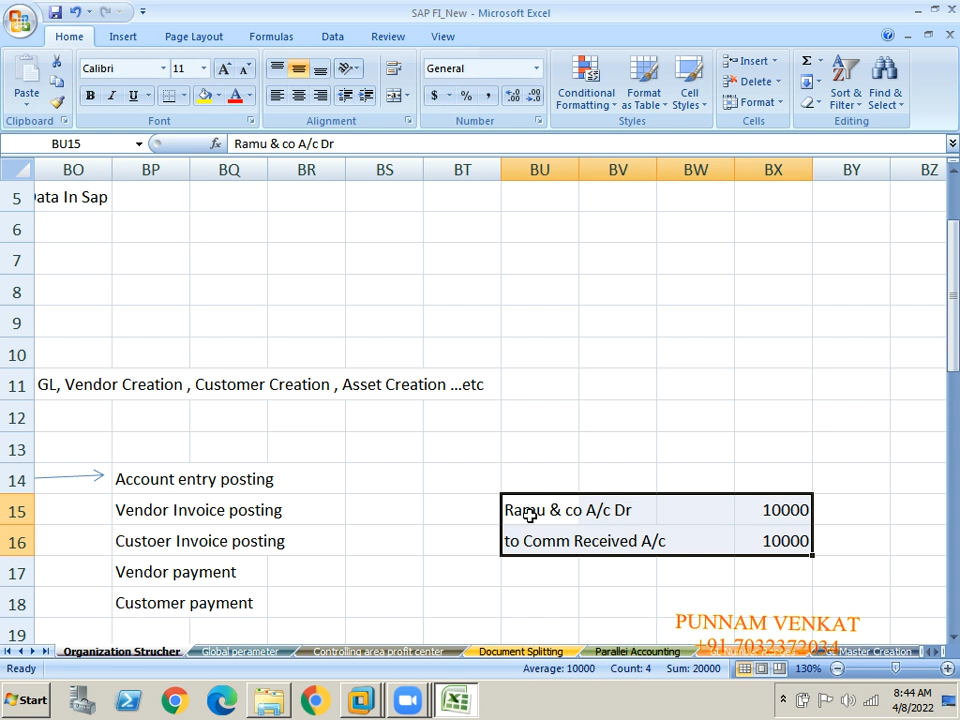 SAP FI_New - Microsoft Excel
Home Insert Page Layout Formulas Data Review View
Paste
Calibri 11 A A
B I U A
General
$ % , .00 .0
Conditional Formatting
Format as Table
Cell Styles
Insert
Delete
Format
Σ
Sort & Filter
Find & Select
Clipboard Font Alignment Number Styles Cells Editing
BU15 fx Ramu & co A/c Dr
BO BP BQ BR BS BT BU BV BW BX BY BZ
5 Data In Sap
6
7
8
9
10
11 GL, Vendor Creation , Customer Creation , Asset Creation ...etc
12
13
14 Account entry posting
15 Vendor Invoice posting Ramu & co A/c Dr 10000
16 Custoer Invoice posting to Comm Received A/c 10000
17 Vendor payment
18 Customer payment
19
PUNNAM VENKAT
+91 7032372034
Organization Strucher Global perameter Controlling area profit center Document Splitting Parallel Accounting Master Creation
Ready Average: 10000 Count: 4 Sum: 20000 130%
Start 8:44 AM
4/8/2022